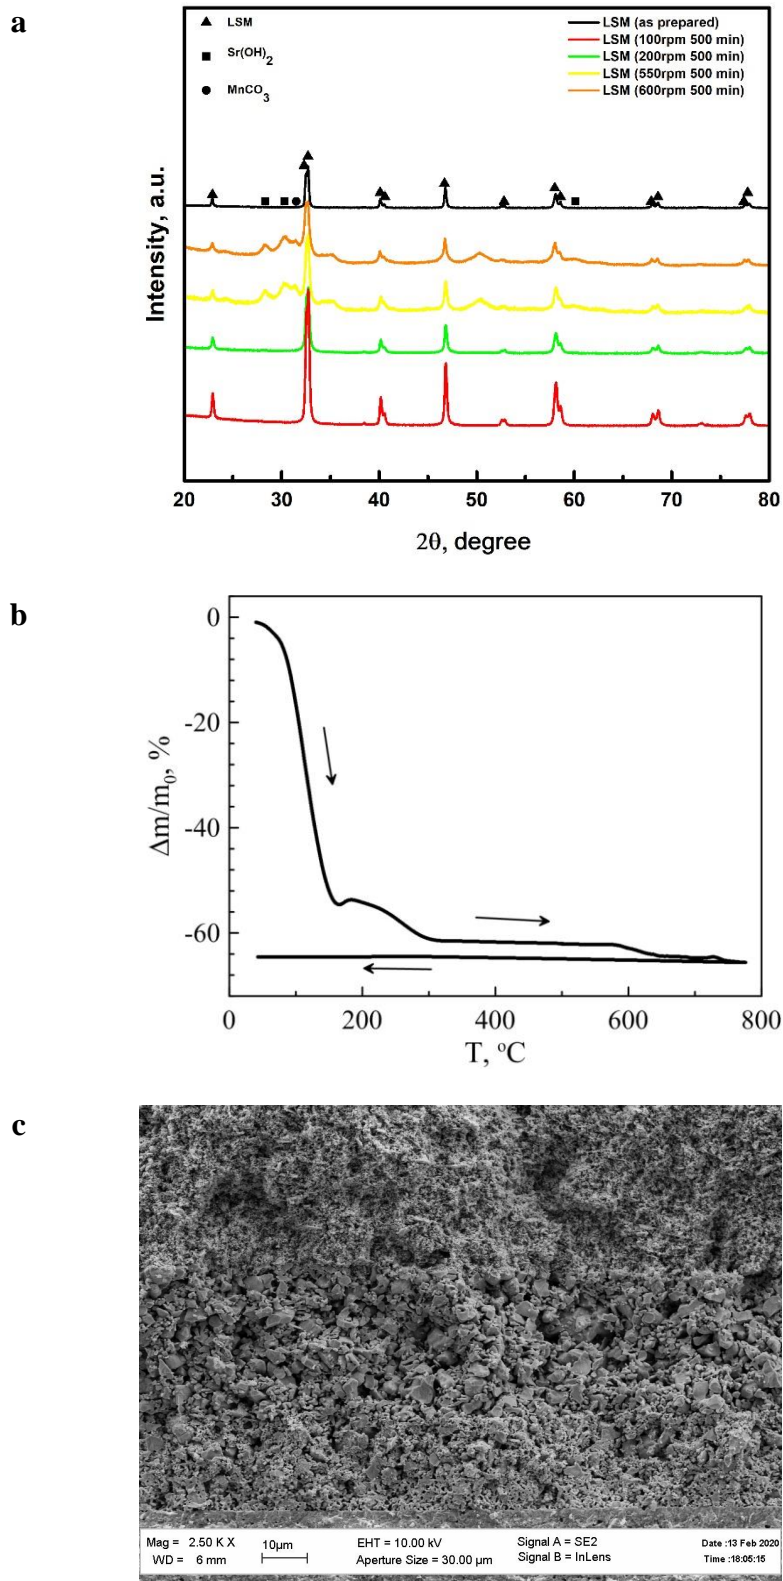 a
LSM
Sr(OH)2
MnCO3
LSM (as prepared)
LSM (100rpm 500 min)
LSM (200rpm 500 min)
LSM (550rpm 500 min)
LSM (600rpm 500 min)
Intensity, a.u.
20 30 40 50 60 70 80
2θ, degree
b
0
-20
-40
-60
Δm/m0, %
0 200 400 600 800
T, °C
c
Mag = 2.50 K X 10μm EHT = 10.00 kV Signal A = SE2 Date :13 Feb 2020
WD = 6 mm Aperture Size = 30.00 μm Signal B = InLens Time :18:05:15